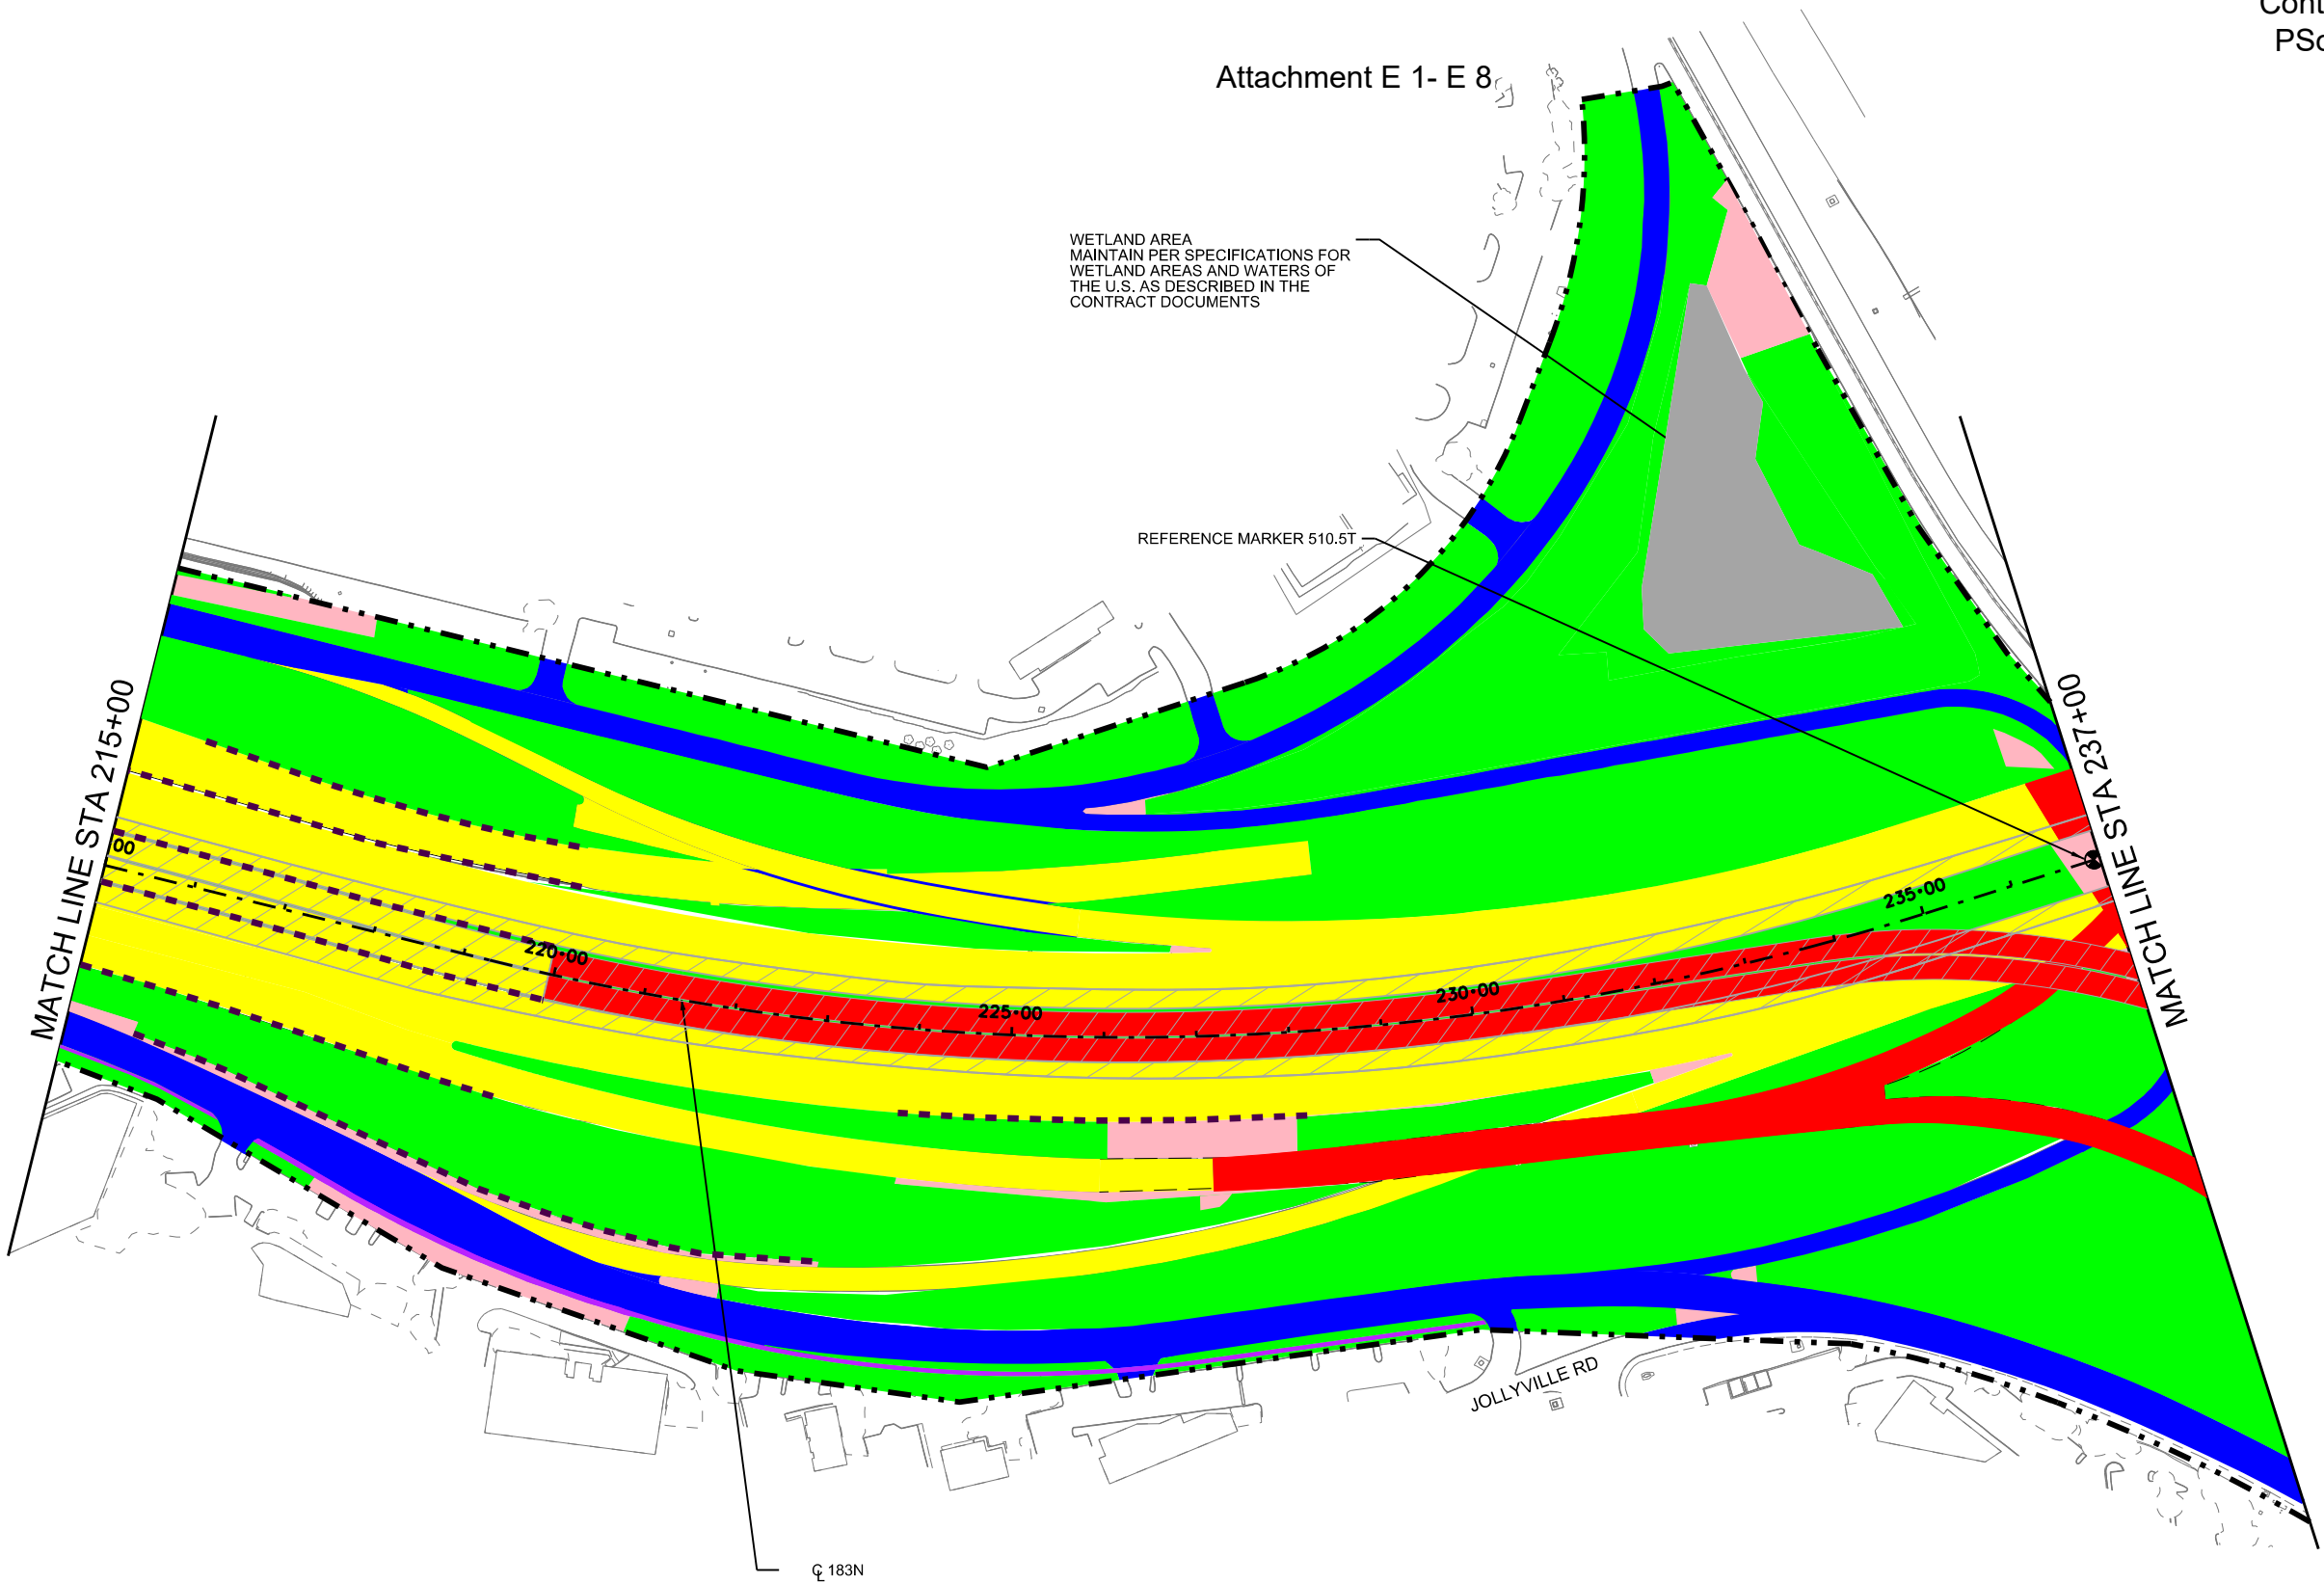 Attachment E 1- E 8
WETLAND AREA
MAINTAIN PER SPECIFICATIONS FOR
WETLAND AREAS AND WATERS OF
THE U.S. AS DESCRIBED IN THE
CONTRACT DOCUMENTS
REFERENCE MARKER 510.5T
MATCH LINE STA 215+00
MATCH LINE STA 237+00
00
220+00
225+00
230+00
235+00
JOLLYVILLE RD
℄ 183N